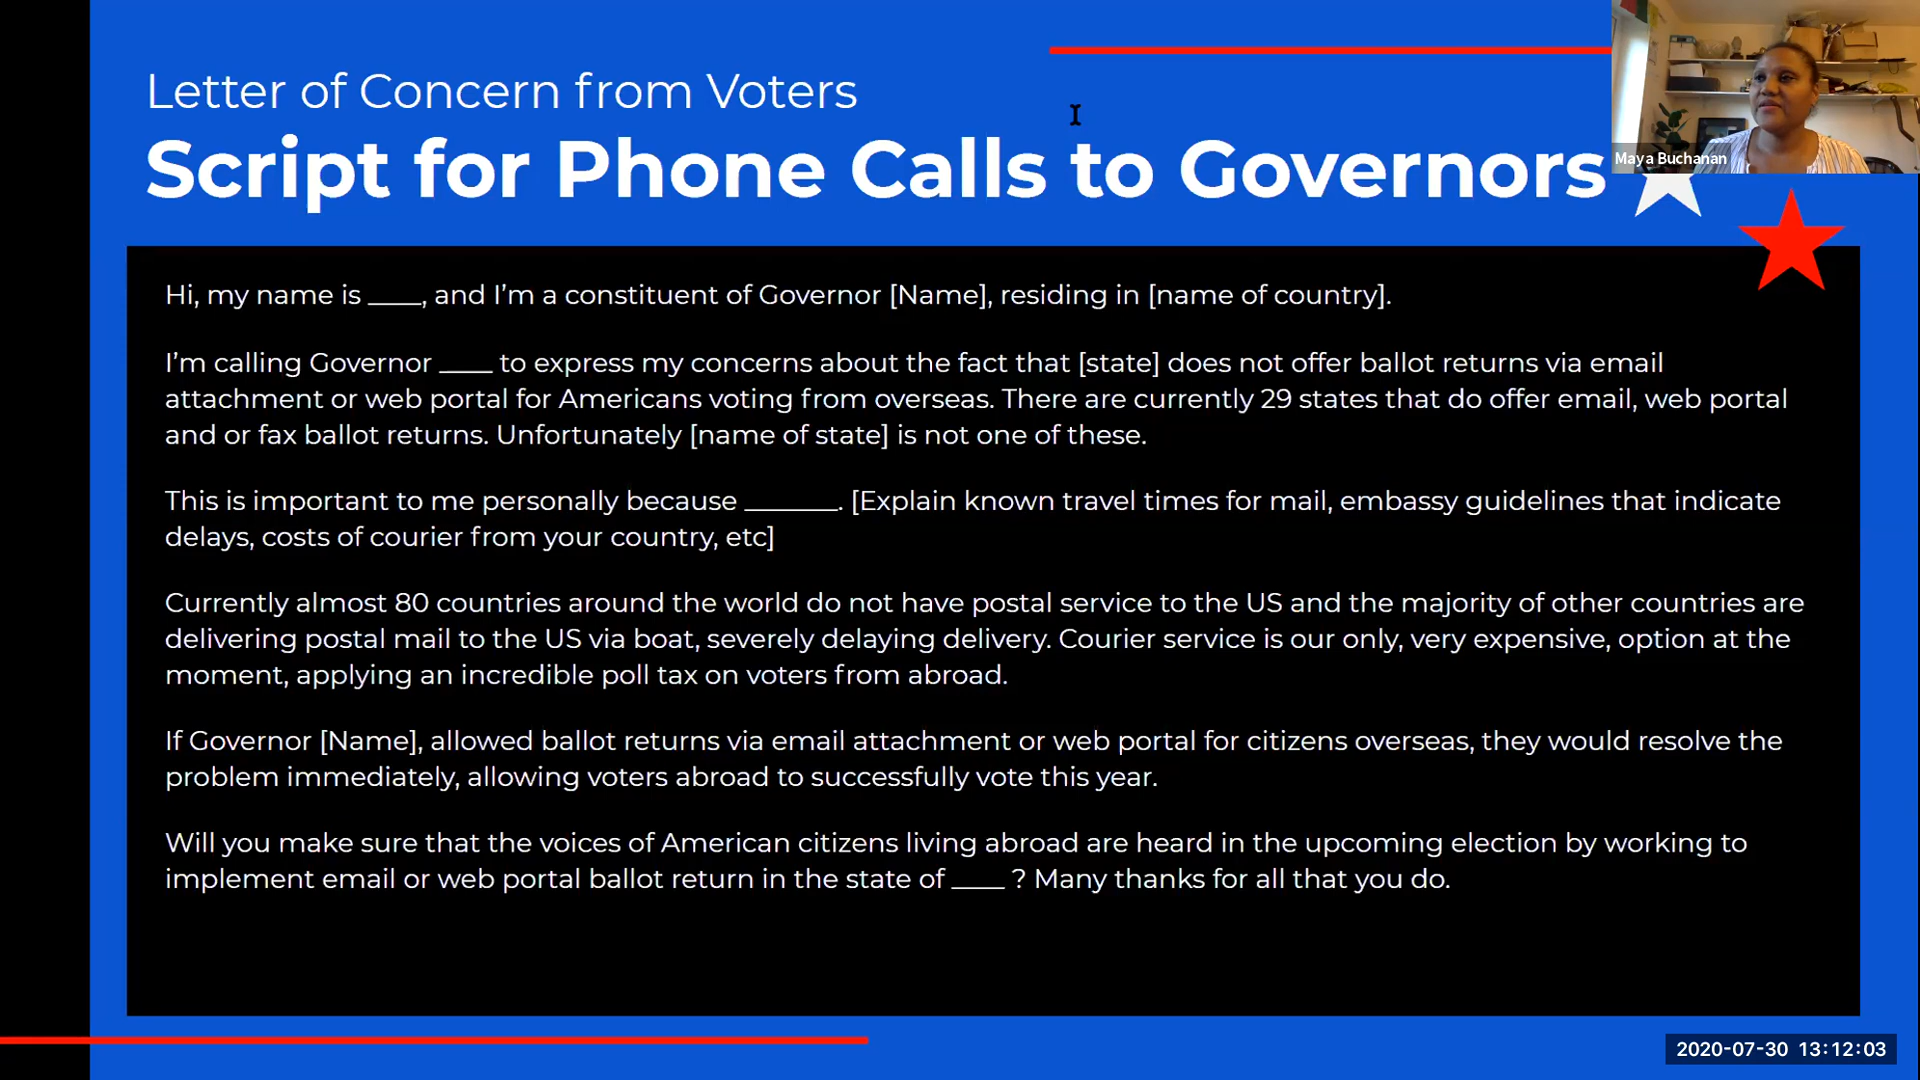 Letter of Concern from Voters
Script for Phone Calls to Governors
Maya Buchanan
Hi, my name is ____, and I’m a constituent of Governor [Name], residing in [name of country].
I’m calling Governor ____ to express my concerns about the fact that [state] does not offer ballot returns via email
attachment or web portal for Americans voting from overseas. There are currently 29 states that do offer email, web portal
and or fax ballot returns. Unfortunately [name of state] is not one of these.
This is important to me personally because _______. [Explain known travel times for mail, embassy guidelines that indicate
delays, costs of courier from your country, etc]
Currently almost 80 countries around the world do not have postal service to the US and the majority of other countries are
delivering postal mail to the US via boat, severely delaying delivery. Courier service is our only, very expensive, option at the
moment, applying an incredible poll tax on voters from abroad.
If Governor [Name], allowed ballot returns via email attachment or web portal for citizens overseas, they would resolve the
problem immediately, allowing voters abroad to successfully vote this year.
Will you make sure that the voices of American citizens living abroad are heard in the upcoming election by working to
implement email or web portal ballot return in the state of ____ ? Many thanks for all that you do.
2020-07-30 13:12:03